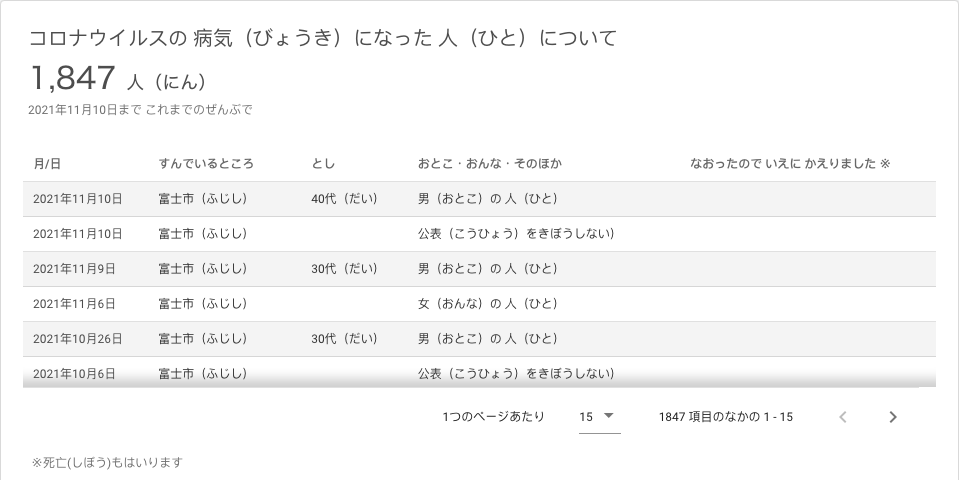 コロナウイルスの 病気（びょうき）になった 人（ひと）について
1,847 人（にん）
2021年11月10日まで これまでのぜんぶで
月/日 すんでいるところ とし おとこ・おんな・そのほか なおったので いえに かえりました ※
2021年11月10日 富士市（ふじし） 40代（だい） 男（おとこ）の 人（ひと）
2021年11月10日 富士市（ふじし） 公表（こうひょう）をきぼうしない）
2021年11月9日 富士市（ふじし） 30代（だい） 男（おとこ）の 人（ひと）
2021年11月6日 富士市（ふじし） 女（おんな）の 人（ひと）
2021年10月26日 富士市（ふじし） 30代（だい） 男（おとこ）の 人（ひと）
2021年10月6日 富士市（ふじし） 公表（こうひょう）をきぼうしない）
1つのページあたり 15 1847 項目のなかの 1 - 15
※死亡(しぼう)もはいります